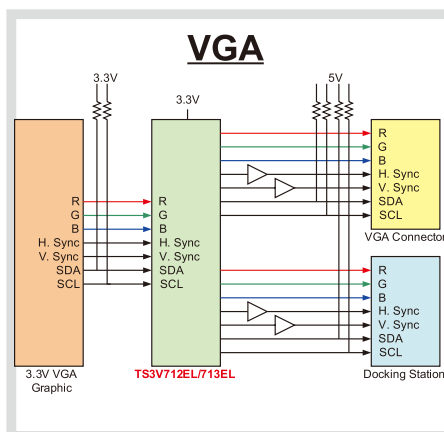 VGA
3.3V
5V
3.3V
R
G
B
H. Sync
V. Sync
SDA
SCL
3.3V VGA
Graphic
TS3V712EL/713EL
R
G
B
H. Sync
V. Sync
SDA
SCL
R
G
B
H. Sync
V. Sync
SDA
SCL
VGA Connector
R
G
B
H. Sync
V. Sync
SDA
SCL
Docking Station